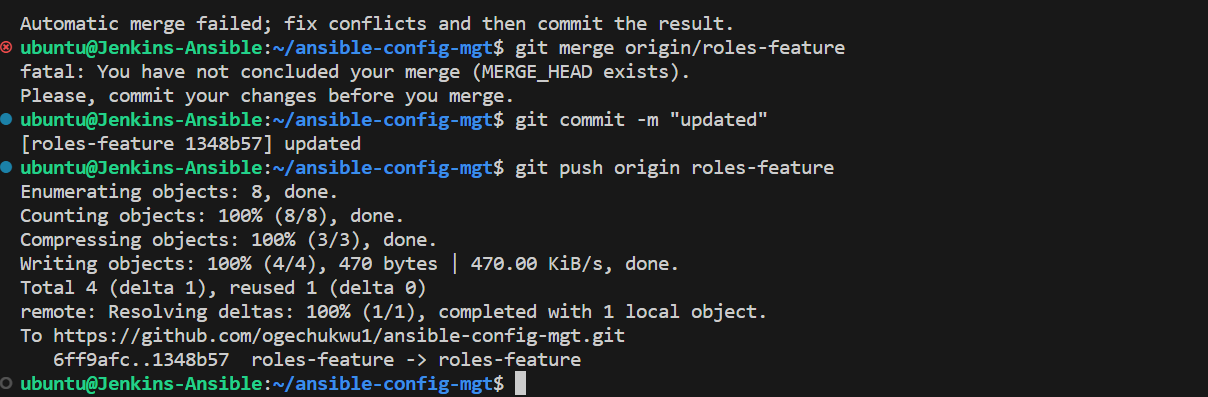 Automatic merge failed; fix conflicts and then commit the result.
ubuntu@Jenkins-Ansible:~/ansible-config-mgt$ git merge origin/roles-feature
fatal: You have not concluded your merge (MERGE_HEAD exists).
Please, commit your changes before you merge.
ubuntu@Jenkins-Ansible:~/ansible-config-mgt$ git commit -m "updated"
[roles-feature 1348b57] updated
ubuntu@Jenkins-Ansible:~/ansible-config-mgt$ git push origin roles-feature
Enumerating objects: 8, done.
Counting objects: 100% (8/8), done.
Compressing objects: 100% (3/3), done.
Writing objects: 100% (4/4), 470 bytes | 470.00 KiB/s, done.
Total 4 (delta 1), reused 1 (delta 0)
remote: Resolving deltas: 100% (1/1), completed with 1 local object.
To https://github.com/ogechukwu1/ansible-config-mgt.git
   6ff9afc..1348b57  roles-feature -> roles-feature
ubuntu@Jenkins-Ansible:~/ansible-config-mgt$